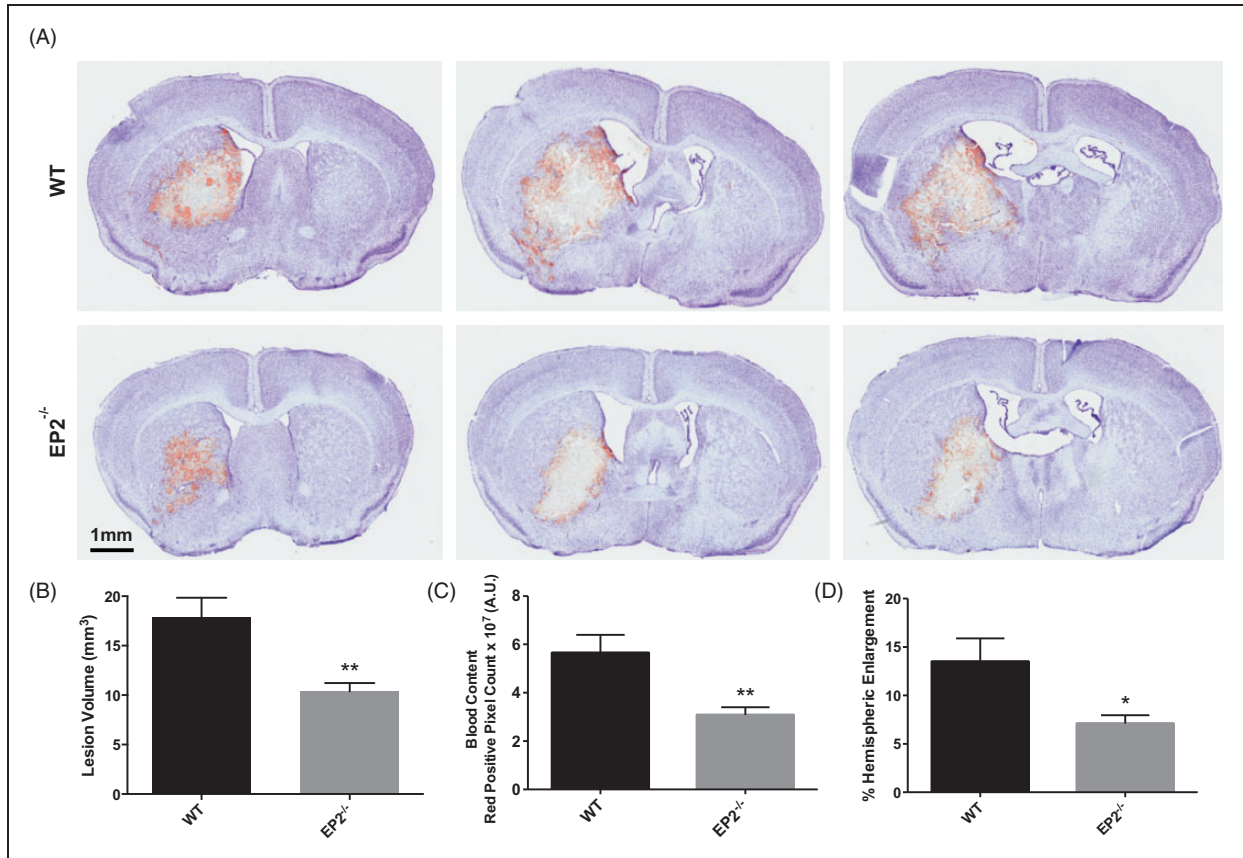 (A)
WT
EP2-/-
1mm
(B)
Lesion Volume (mm³)
20
15
10
5
0
**
WT
EP2-/-
(C)
Blood Content
Red Positive Pixel Count x 10⁷ (A.U.)
8
6
4
2
0
**
WT
EP2-/-
(D)
% Hemispheric Enlargement
20
15
10
5
0
*
WT
EP2-/-